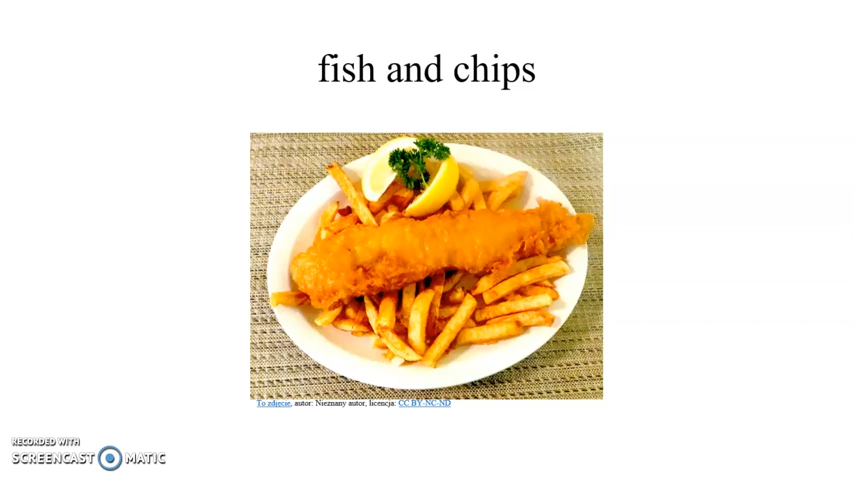 fish and chips
To zdjęcie, autor: Nieznany autor, licencja: CC BY-NC-ND
RECORDED WITH
SCREENCAST MATIC